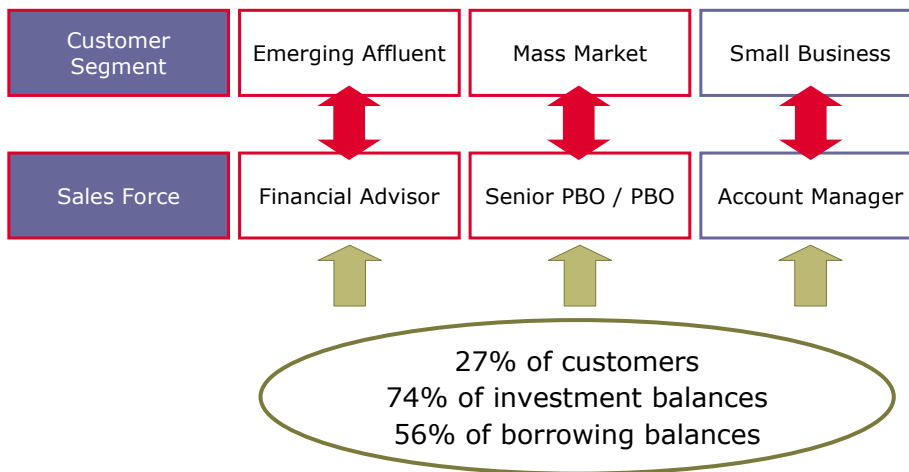 Customer
Segment
Emerging Affluent
Mass Market
Small Business
Sales Force
Financial Advisor
Senior PBO / PBO
Account Manager
27% of customers
74% of investment balances
56% of borrowing balances